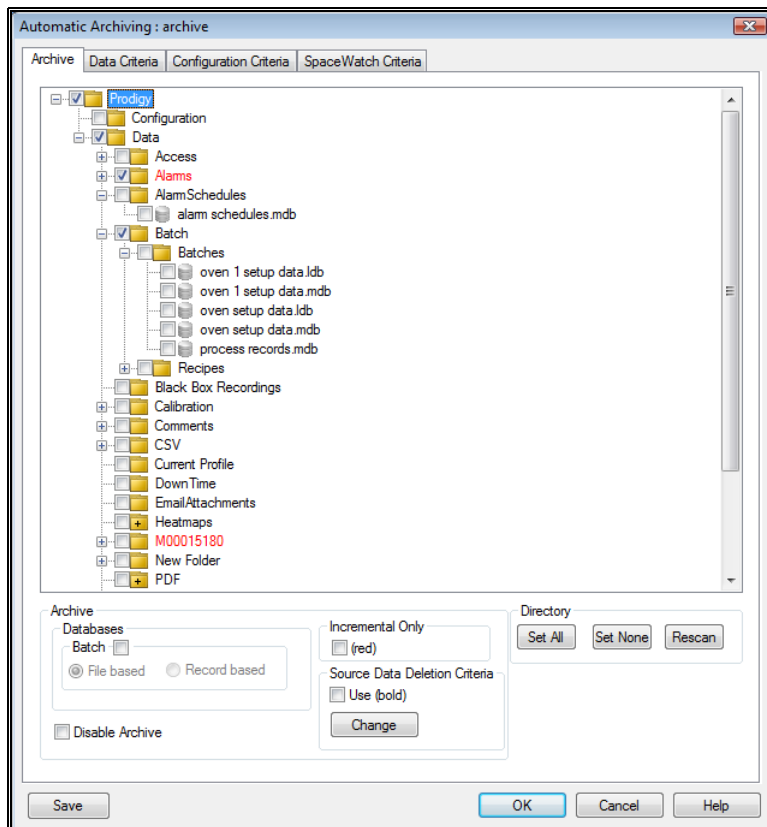 Automatic Archiving : archive
Archive Data Criteria Configuration Criteria SpaceWatch Criteria
Prodigy
Configuration
Data
Access
Alarms
AlarmSchedules
alarm schedules.mdb
Batch
Batches
oven 1 setup data.ldb
oven 1 setup data.mdb
oven setup data.ldb
oven setup data.mdb
process records.mdb
Recipes
Black Box Recordings
Calibration
Comments
CSV
Current Profile
DownTime
EmailAttachments
Heatmaps
M00015180
New Folder
PDF
Archive
Databases
Batch
File based Record based
Disable Archive
Incremental Only
(red)
Source Data Deletion Criteria
Use (bold)
Change
Directory
Set All Set None Rescan
Save OK Cancel Help